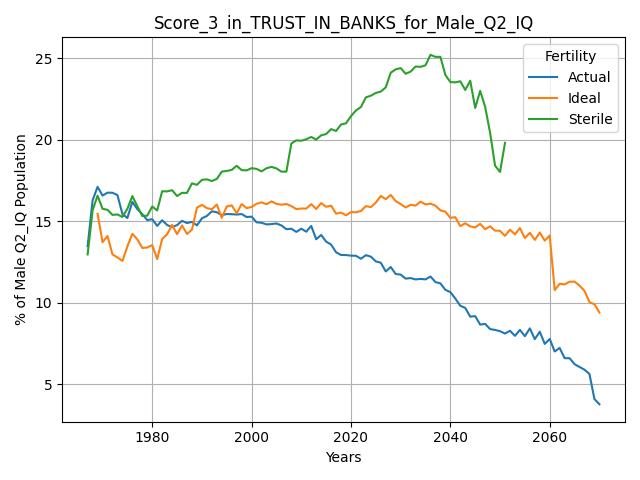 Score_3_in_TRUST_IN_BANKS_for_Male_Q2_IQ
% of Male Q2_IQ Population
25
20
15
10
5
Fertility
Actual
Ideal
Sterile
1980
2000
2020
2040
2060
Years